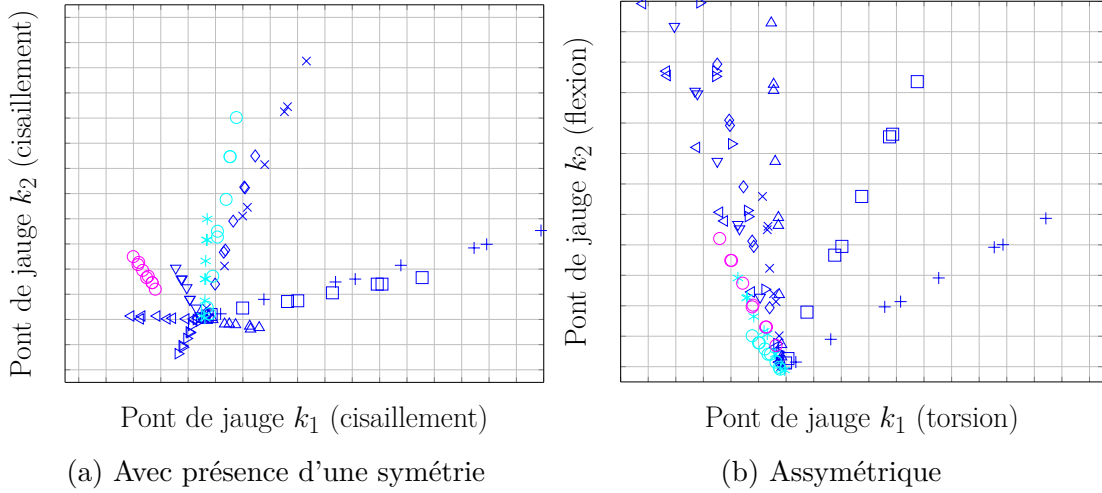 Pont de jauge k₂ (cisaillement)
Pont de jauge k₁ (cisaillement)
(a) Avec présence d'une symétrie
Pont de jauge k₂ (flexion)
Pont de jauge k₁ (torsion)
(b) Assymétrique